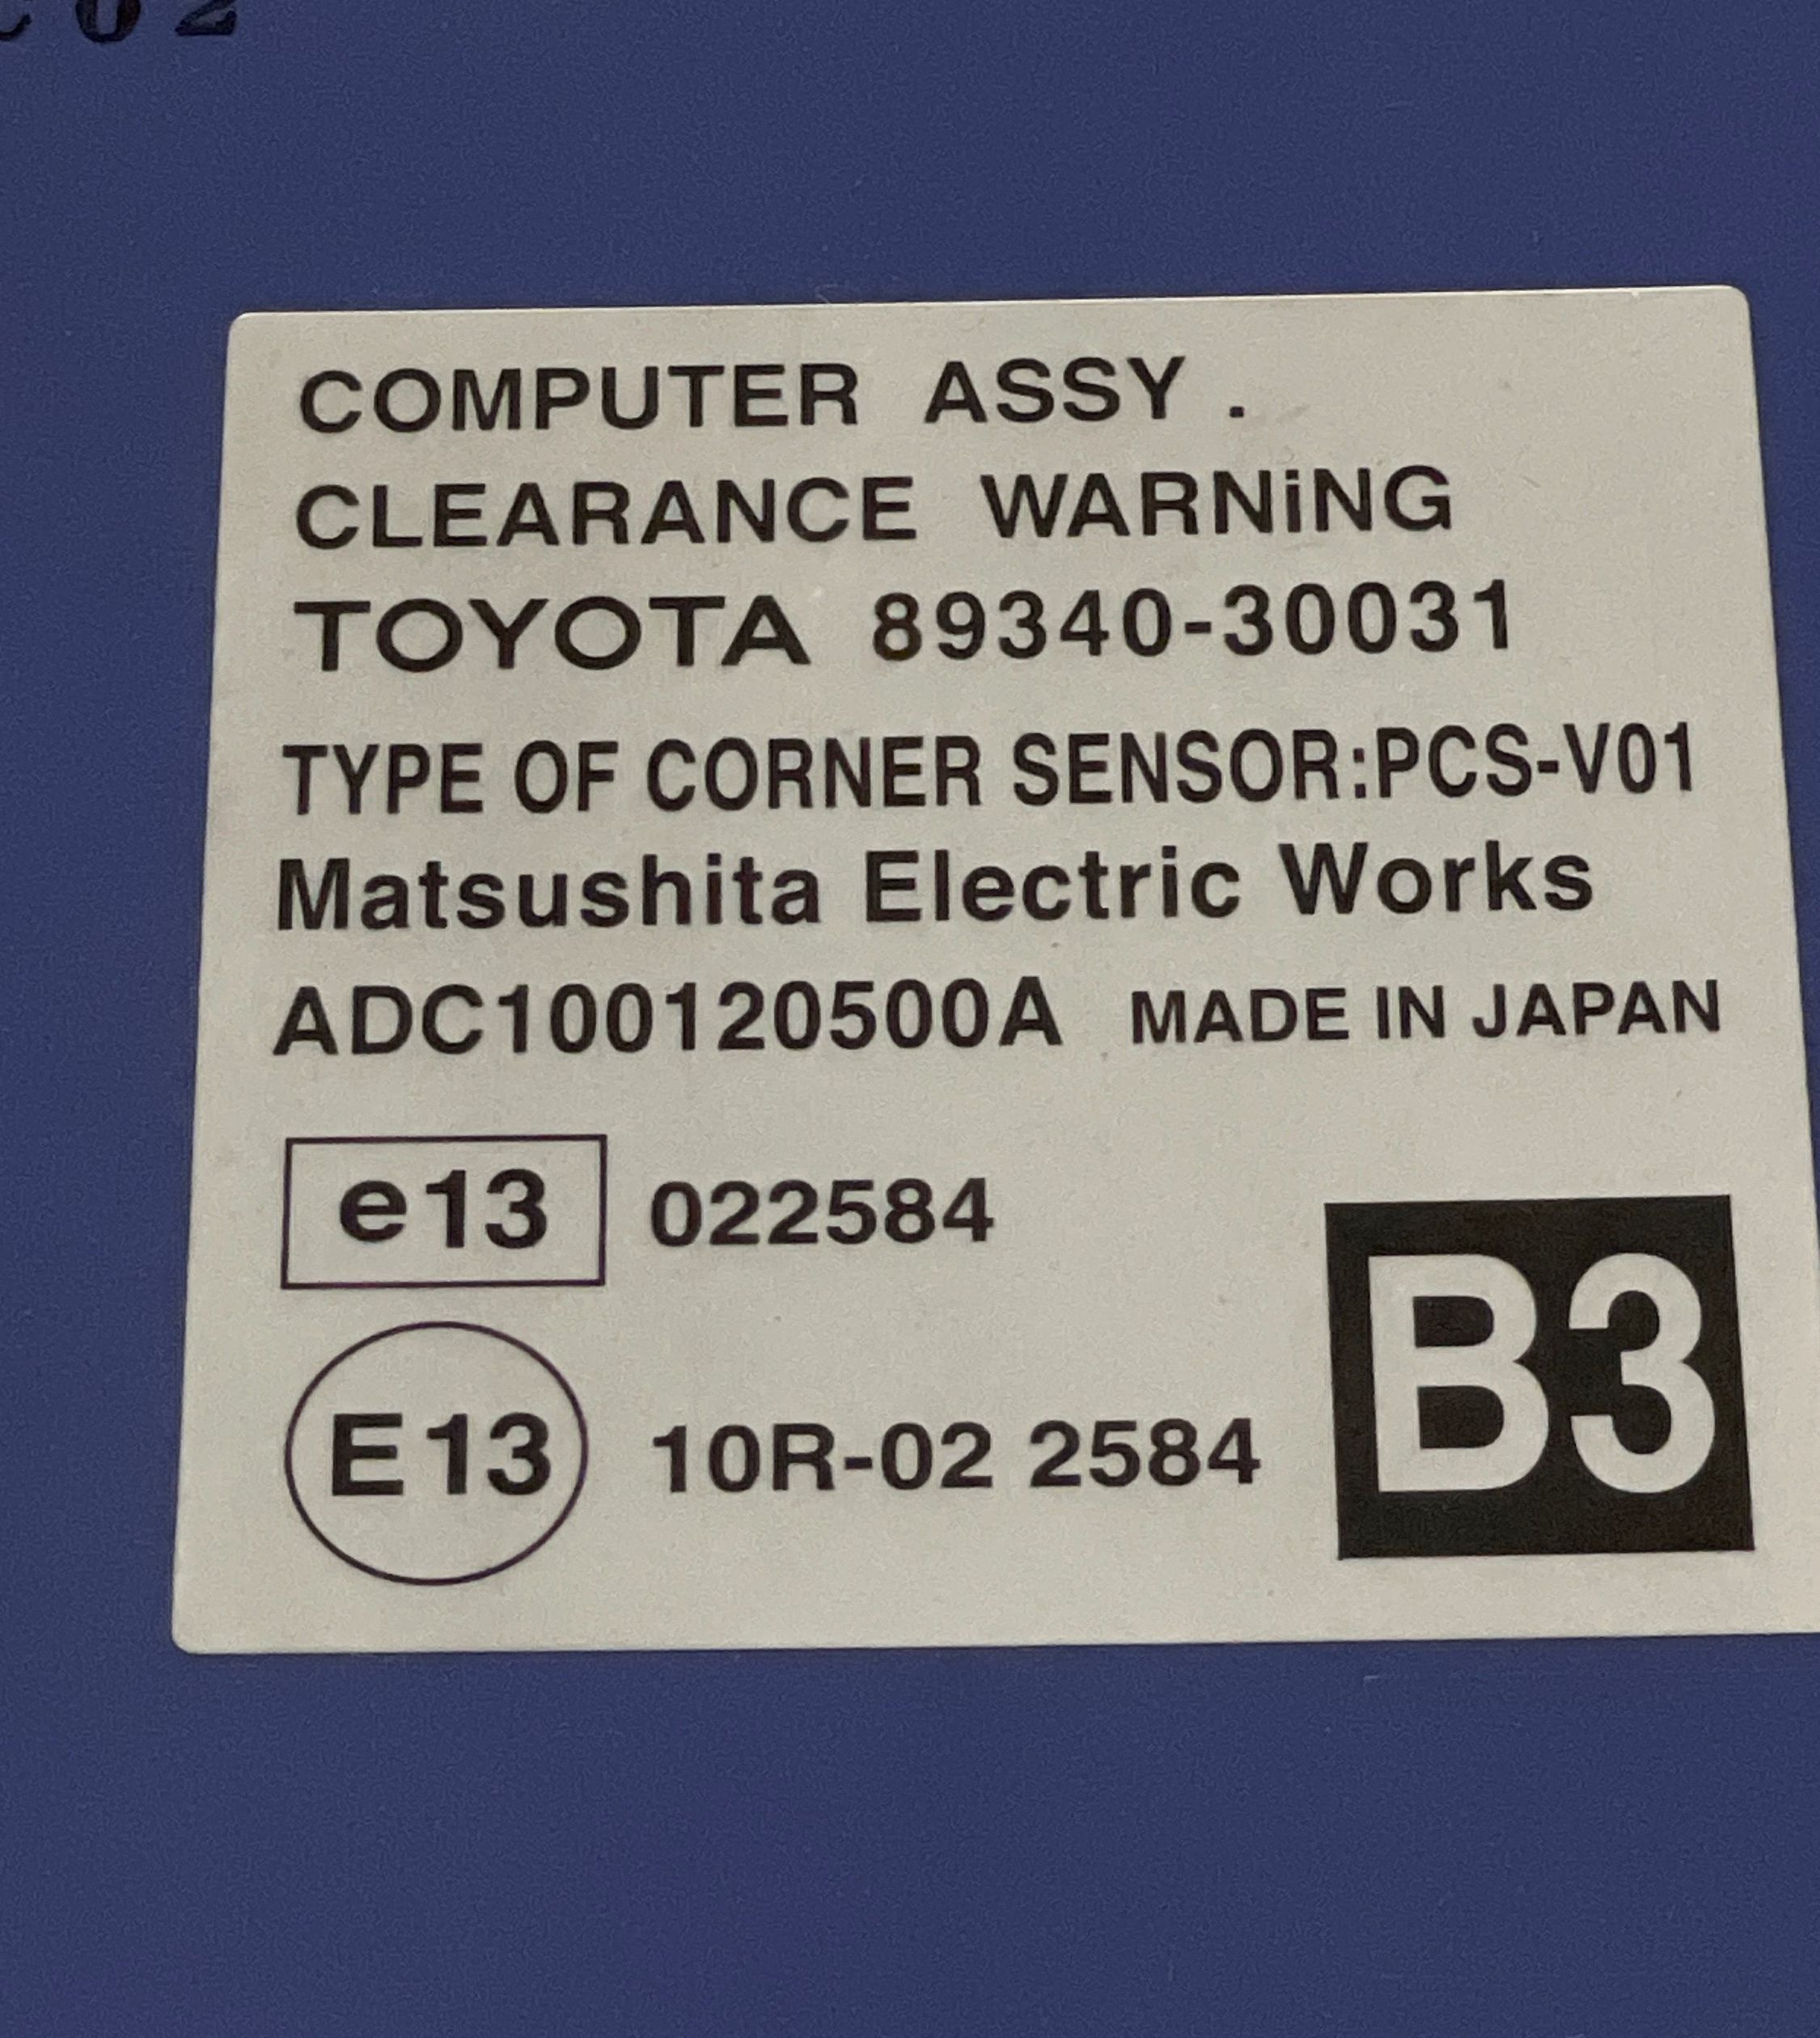 02
COMPUTER ASSY .
CLEARANCE WARNiNG
TOYOTA 89340-30031
TYPE OF CORNER SENSOR:PCS-V01
Matsushita Electric Works
ADC100120500A MADE IN JAPAN
e13 022584
B3
E13 10R-02 2584